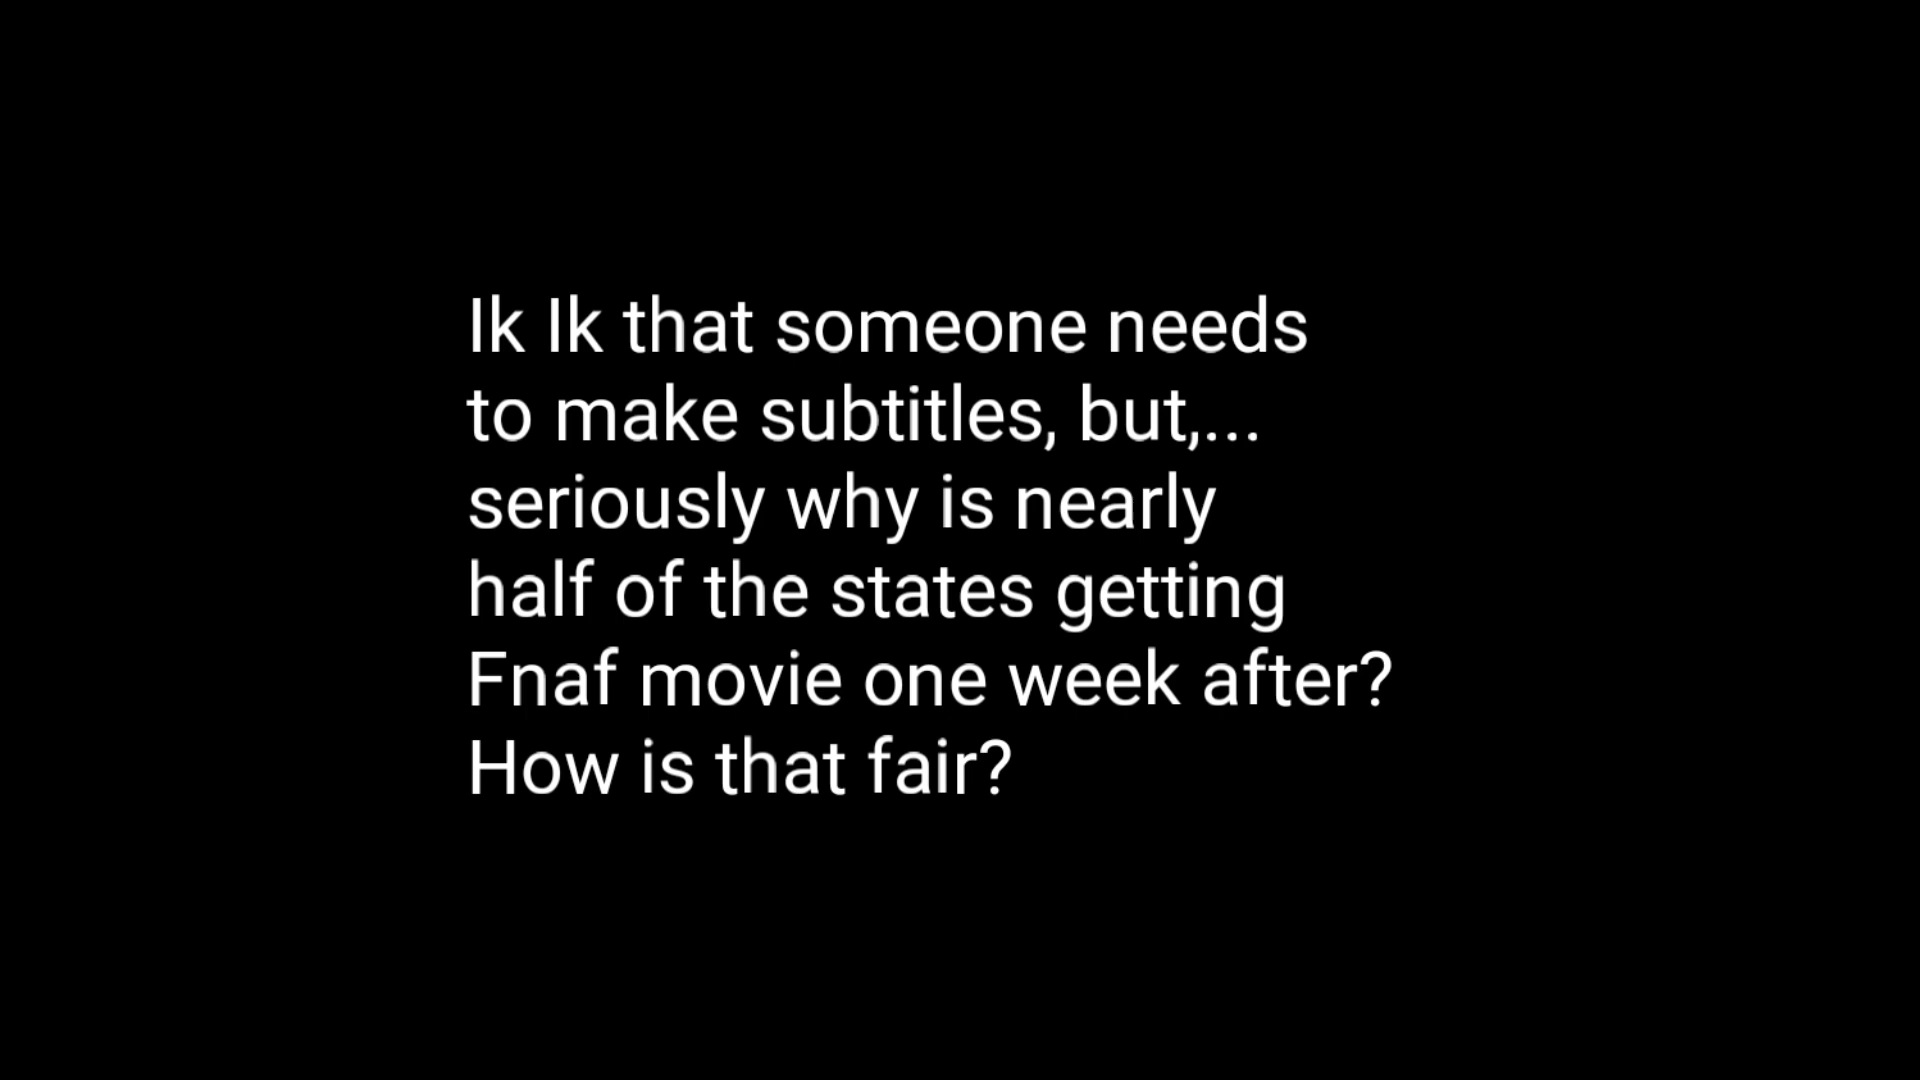 Ik Ik that someone needs
to make subtitles, but,...
seriously why is nearly
half of the states getting
Fnaf movie one week after?
How is that fair?